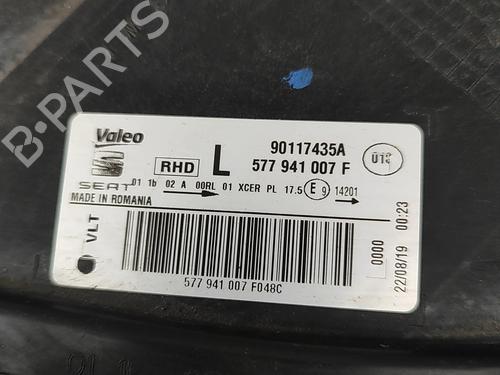 Valeo
90117435A
SEAT
RHD
L
577 941 007 F
01 1b 02 A 00RL 01 XCER PL 17.5 E 9 14201
MADE IN ROMANIA
VLT
577 941 007 F048C
0000
22/08/19 00:23
B-PARTS